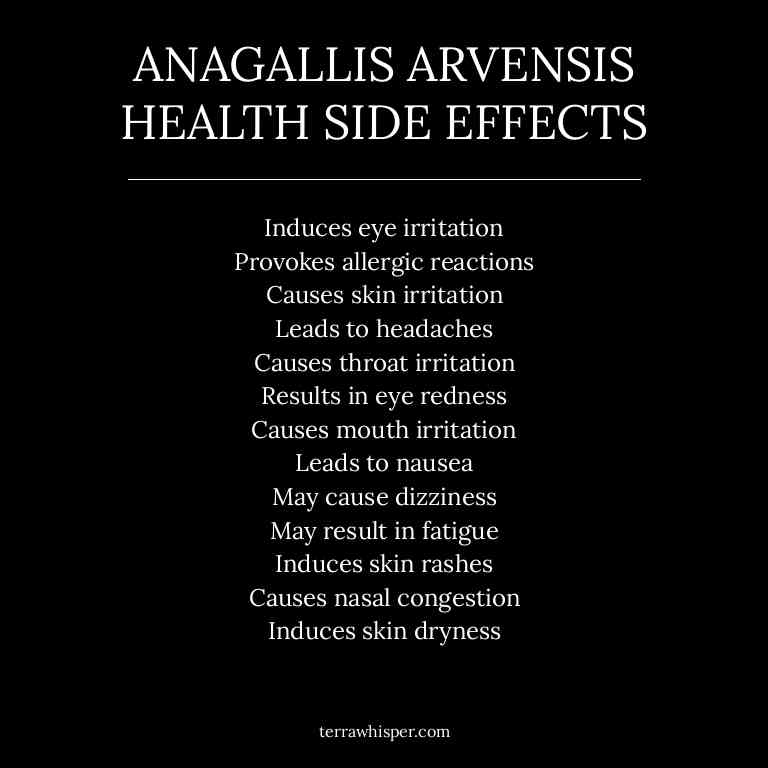 ANAGALLIS ARVENSIS
HEALTH SIDE EFFECTS
Induces eye irritation
Provokes allergic reactions
Causes skin irritation
Leads to headaches
Causes throat irritation
Results in eye redness
Causes mouth irritation
Leads to nausea
May cause dizziness
May result in fatigue
Induces skin rashes
Causes nasal congestion
Induces skin dryness
terrawhisper.com